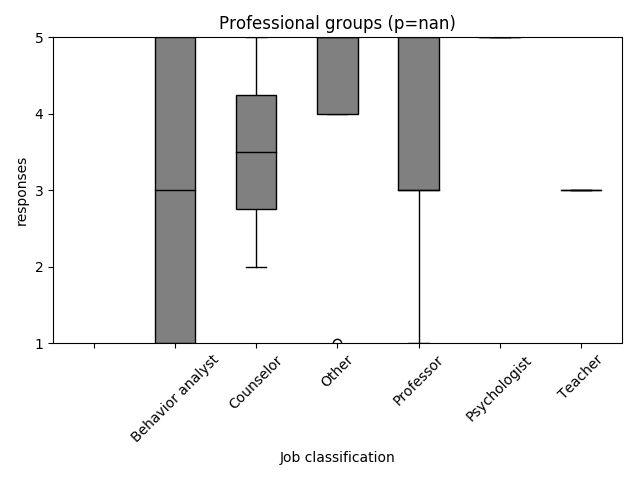 Professional groups (p=nan)
responses
5
4
3
2
1
Behavior analyst
Counselor
Other
Professor
Psychologist
Teacher
Job classification